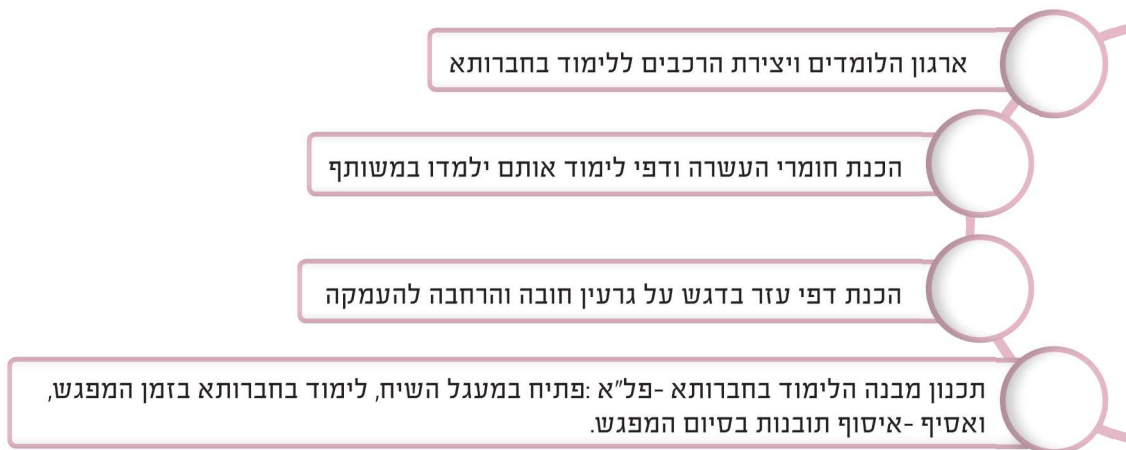 ארגון הלומדים ויצירת הרכבים ללימוד בחברותא
הכנת חומרי העשרה ודפי לימוד אותם ילמדו במשותף
הכנת דפי עזר בדגש על גרעין חובה והרחבה להעמקה
תכנון מבנה הלימוד בחברותא -פל"א :פתיח במעגל השיח, לימוד בחברותא בזמן המפגש,
ואסיף -איסוף תובנות בסיום המפגש.